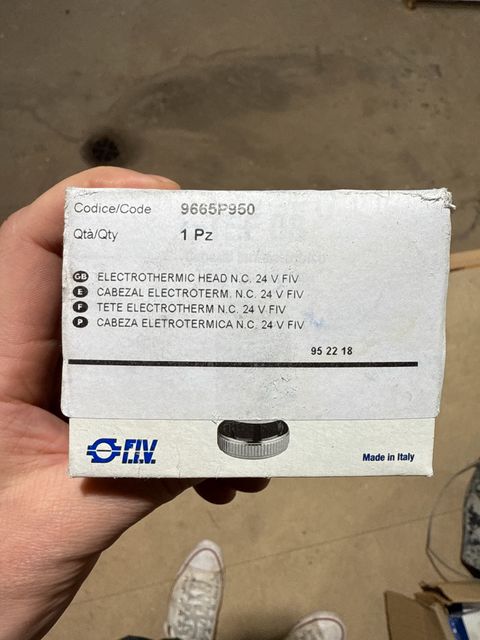 Codice/Code 9665P950
Qtà/Qty 1 Pz
GB ELECTROTHERMIC HEAD N.C. 24 V FIV
E CABEZAL ELECTROTERM. N.C. 24 V FIV
F TETE ELECTROTHERM N.C. 24 V FIV
P CABEZA ELETROTERMICA N.C. 24 V FIV
95 22 18
F.I.V. Made in Italy